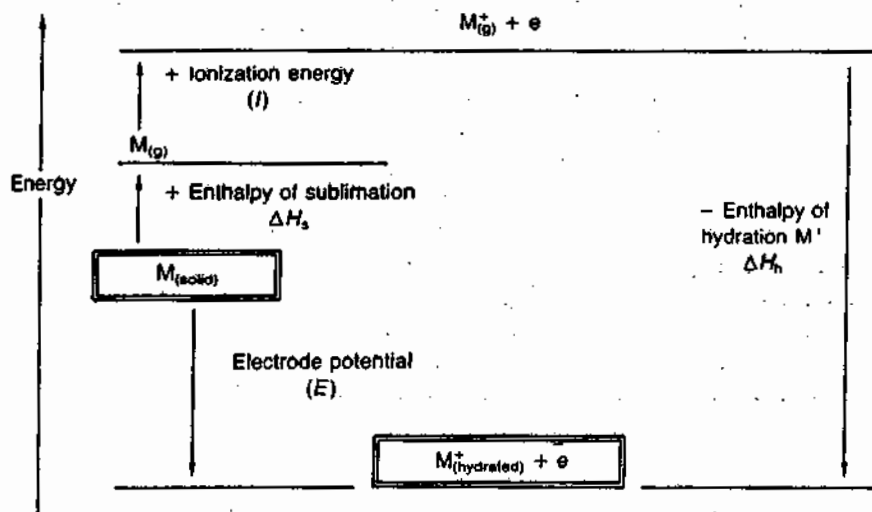 M⁺(g) + e
+ Ionization energy
(I)
M(g)
Energy
+ Enthalpy of sublimation
ΔHs
− Enthalpy of
hydration M'
ΔHh
M(solid)
Electrode potential
(E)
M⁺(hydrated) + e